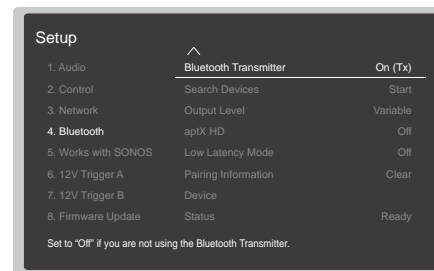 Setup
1. Audio
Bluetooth Transmitter On (Tx)
2. Control
Search Devices Start
3. Network
Output Level Variable
4. Bluetooth
aptX HD Off
5. Works with SONOS
Low Latency Mode Off
6. 12V Trigger A
Pairing Information Clear
7. 12V Trigger B
Device
8. Firmware Update
Status Ready
Set to "Off" if you are not using the Bluetooth Transmitter.